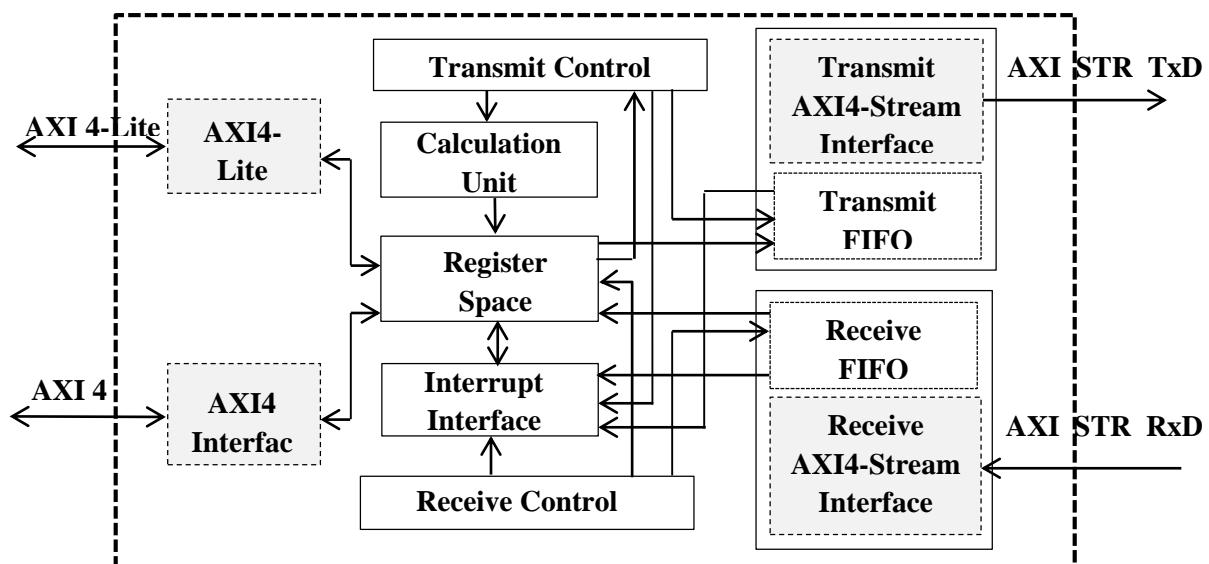 Transmit Control
Transmit
AXI4-Stream
Interface
AXI STR TxD
AXI 4-Lite
AXI4-
Lite
Calculation
Unit
Transmit
FIFO
Register
Space
Receive
FIFO
AXI 4
AXI4
Interfac
Interrupt
Interface
Receive
AXI4-Stream
Interface
AXI STR RxD
Receive Control